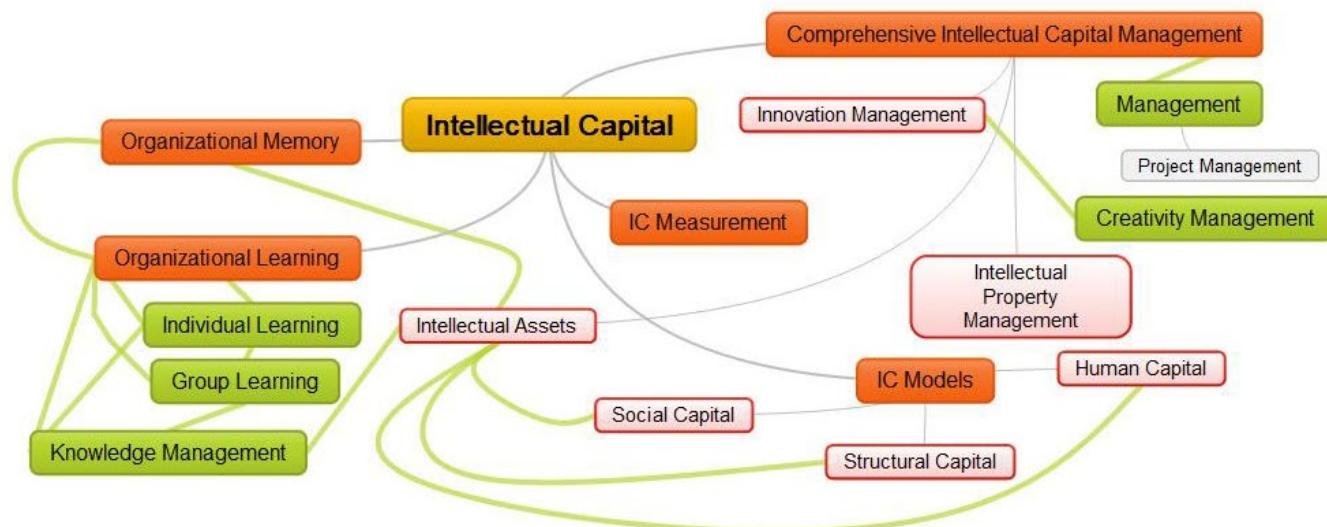 Comprehensive Intellectual Capital Management
Intellectual Capital
Innovation Management
Management
Organizational Memory
Project Management
IC Measurement
Creativity Management
Organizational Learning
Intellectual
Property
Management
Individual Learning
Intellectual Assets
Group Learning
IC Models
Human Capital
Social Capital
Knowledge Management
Structural Capital